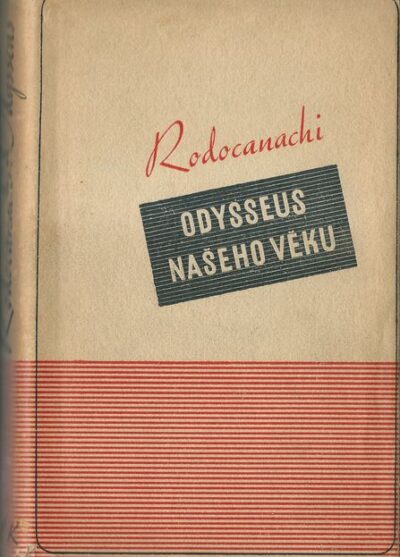 Rodocanachi
ODYSSEUS
NAŠEHO VĚKU